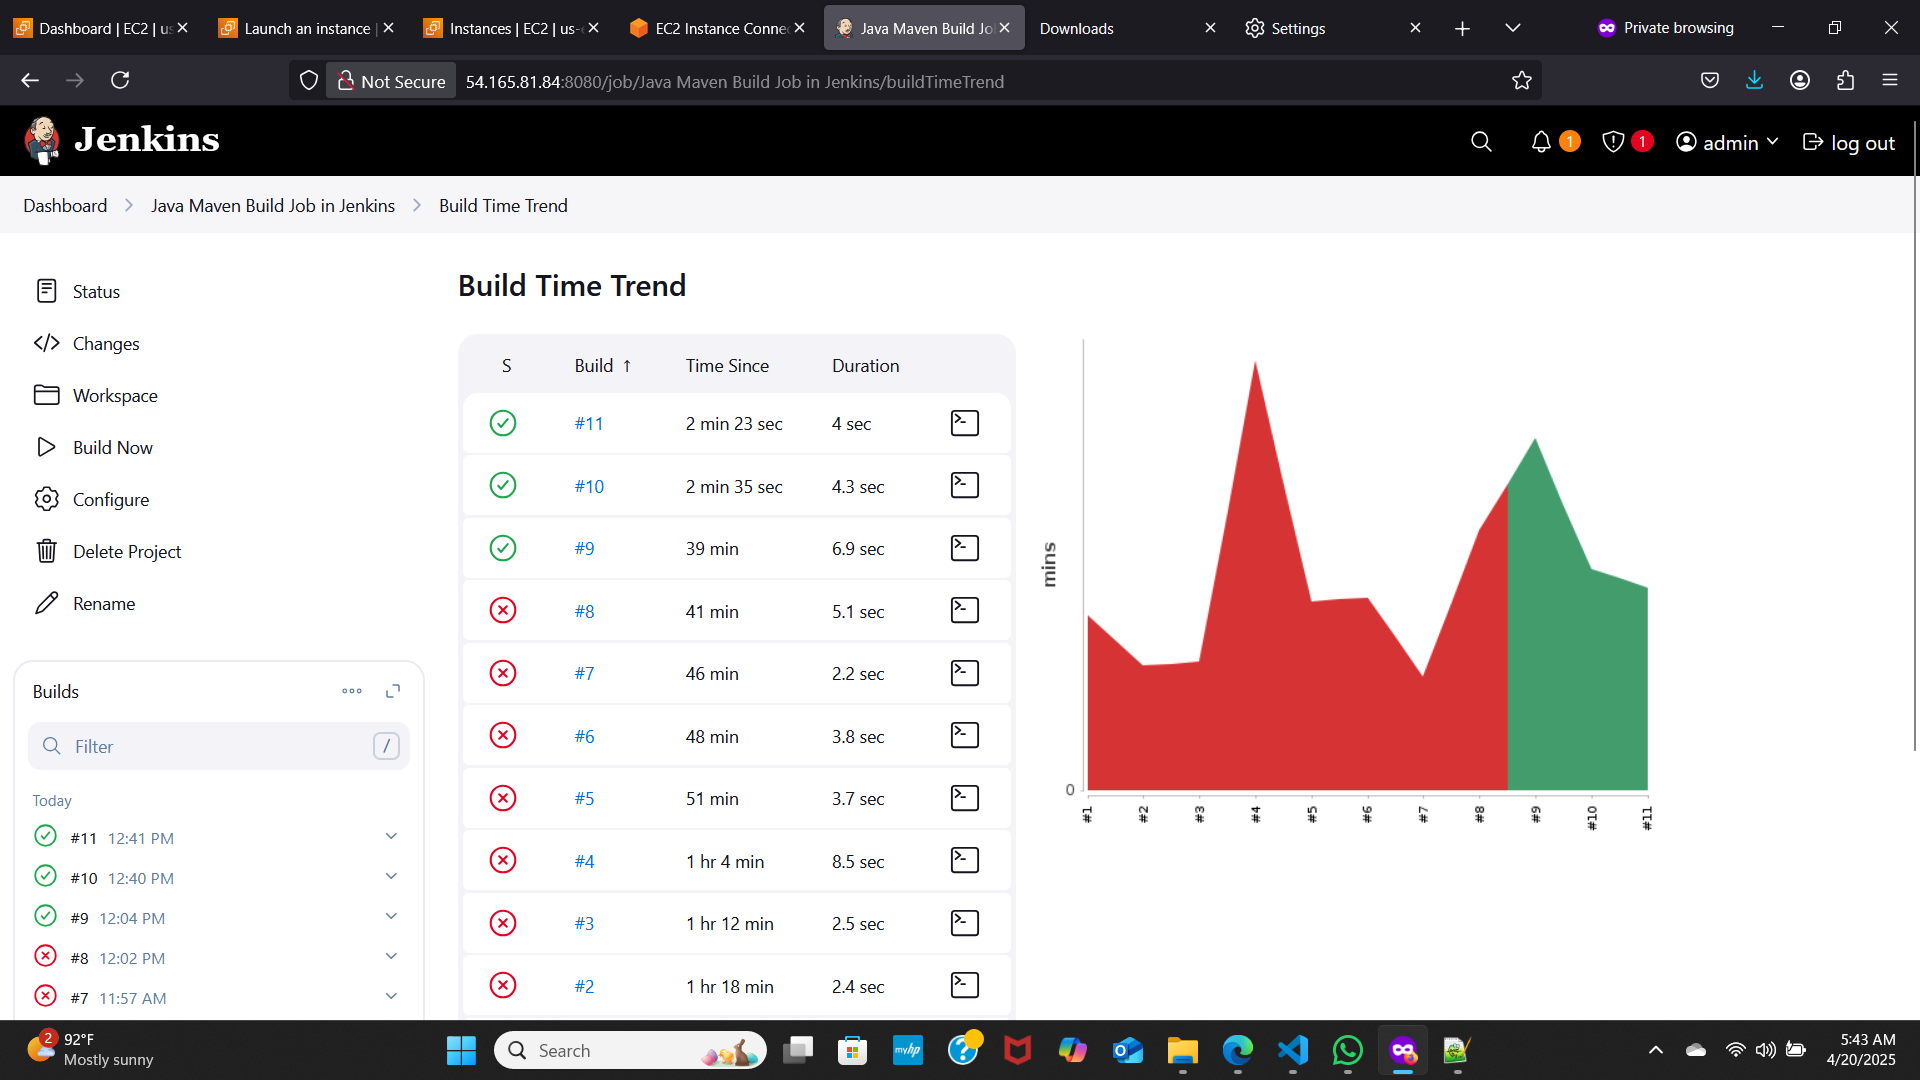 Dashboard | EC2 | us
Launch an instance |
Instances | EC2 | us-e
EC2 Instance Connec
Java Maven Build Jo
Downloads
Settings
Private browsing
Not Secure
54.165.81.84:8080/job/Java Maven Build Job in Jenkins/buildTimeTrend
Jenkins
1
1
admin
log out
Dashboard
Java Maven Build Job in Jenkins
Build Time Trend
Status
Changes
Workspace
Build Now
Configure
Delete Project
Rename
Builds
Filter
/
Today
#11 12:41 PM
#10 12:40 PM
#9 12:04 PM
#8 12:02 PM
#7 11:57 AM
Build Time Trend
S Build ↑ Time Since Duration
#11 2 min 23 sec 4 sec
#10 2 min 35 sec 4.3 sec
#9 39 min 6.9 sec
#8 41 min 5.1 sec
#7 46 min 2.2 sec
#6 48 min 3.8 sec
#5 51 min 3.7 sec
#4 1 hr 4 min 8.5 sec
#3 1 hr 12 min 2.5 sec
#2 1 hr 18 min 2.4 sec
mins
0
#1 #2 #3 #4 #5 #6 #7 #8 #9 #10 #11
2
92°F
Mostly sunny
Search
myhp
5:43 AM
4/20/2025